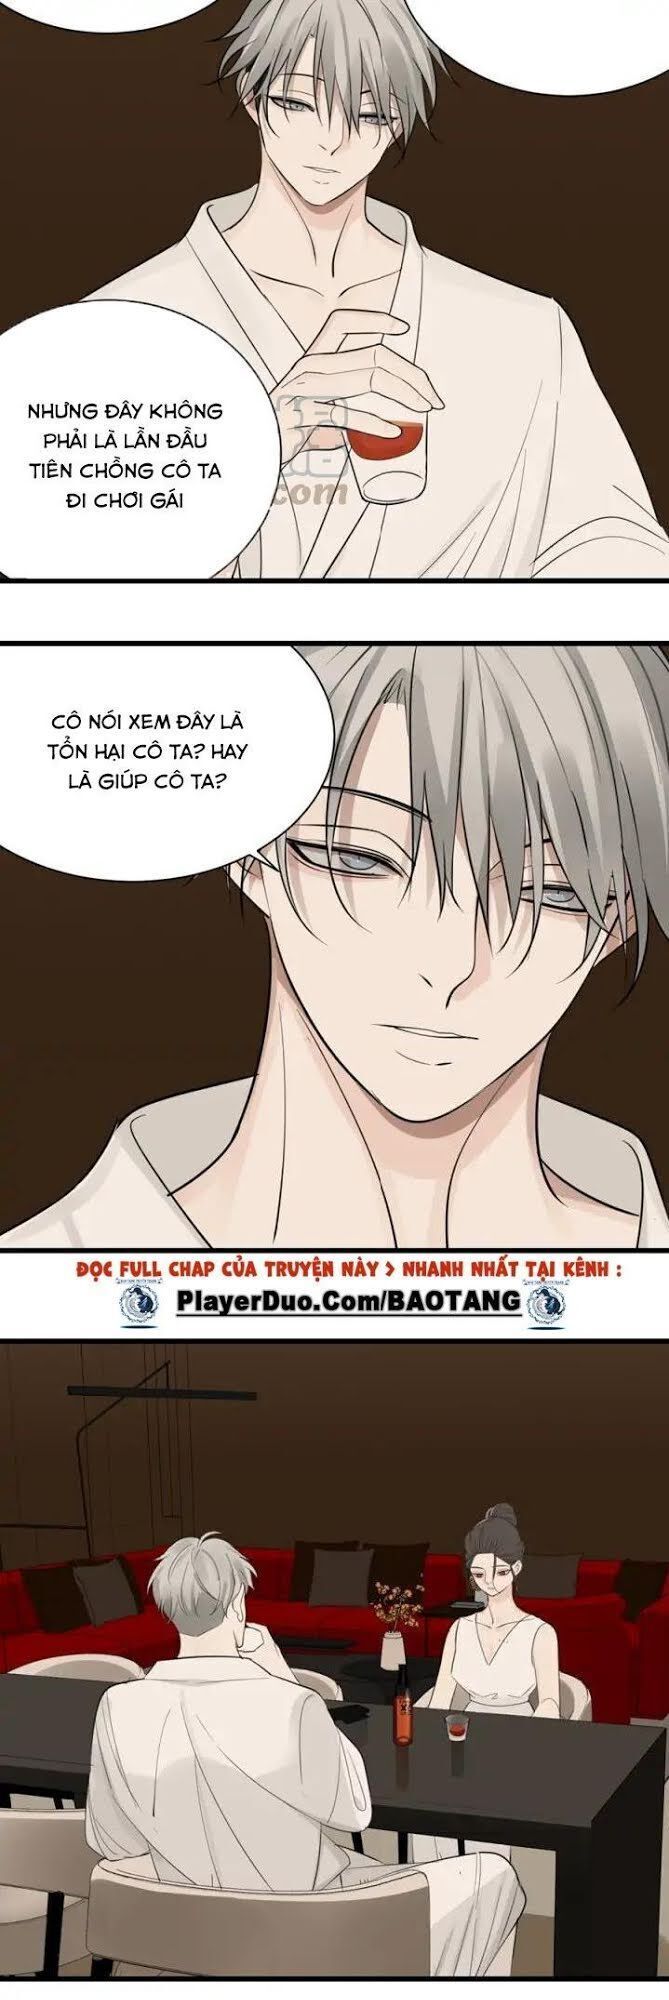 NHƯNG ĐÂY KHÔNG
PHẢI LÀ LẦN ĐẦU
TIÊN CHỒNG CÔ TA
ĐI CHƠI GÁI
.com
CÔ NÓI XEM ĐÂY LÀ
TỔN HẠI CÔ TA? HAY
LÀ GIÚP CÔ TA?
ĐỌC FULL CHAP CỦA TRUYỆN NÀY > NHANH NHẤT TẠI KÊNH :
PLAYERDUO.COM/BAOTANG